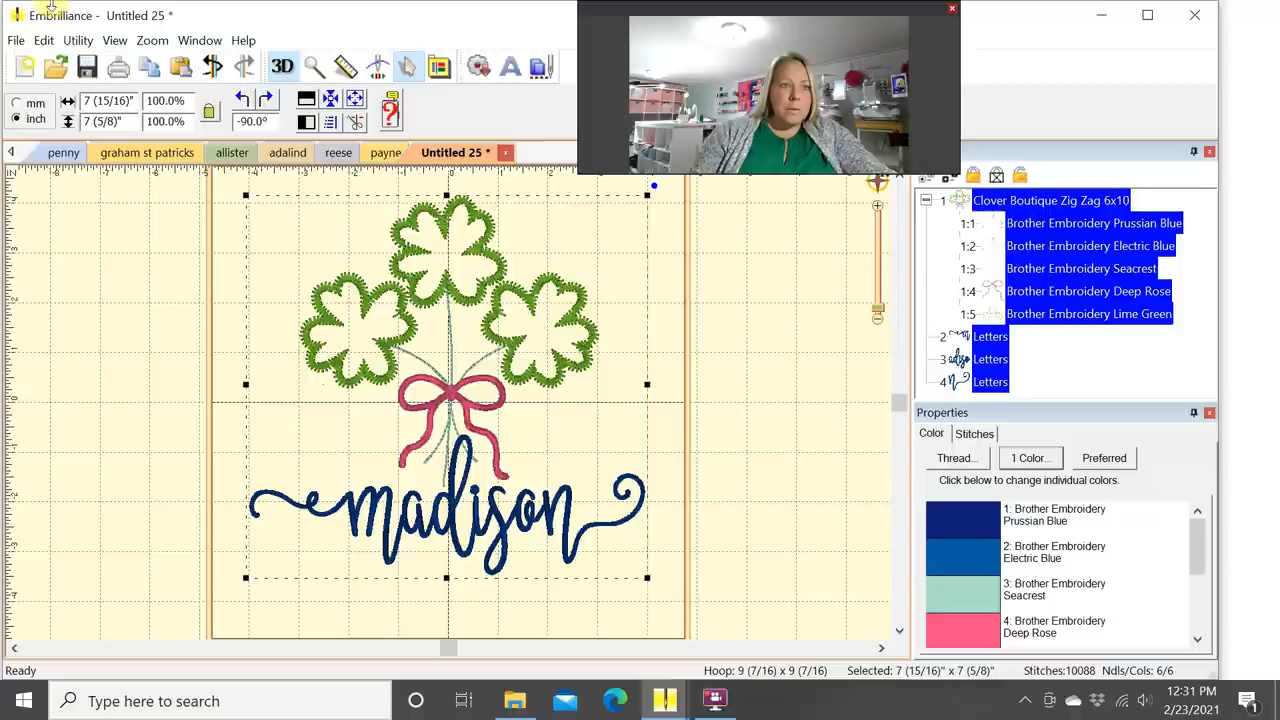 Embrilliance - Untitled 25 *
File Edit Utility View Zoom Window Help
3D
mm
inch
7 (15/16)" 100.0%
7 (5/8)" 100.0%
-90.0º
penny
graham st patricks
allister
adalind
reese
payne
Untitled 25 *
IN
madison
1 Clover Boutique Zig Zag 6x10
1:1 Brother Embroidery Prussian Blue
1:2 Brother Embroidery Electric Blue
1:3 Brother Embroidery Seacrest
1:4 Brother Embroidery Deep Rose
1:5 Brother Embroidery Lime Green
2 Letters
3 Letters
4 Letters
Properties
Color Stitches
Thread... 1 Color... Preferred
Click below to change individual colors.
1: Brother Embroidery
Prussian Blue
2: Brother Embroidery
Electric Blue
3: Brother Embroidery
Seacrest
4: Brother Embroidery
Deep Rose
Ready
Hoop: 9 (7/16) x 9 (7/16) Selected: 7 (15/16)" x 7 (5/8)" Stitches:10088 Ndls/Cols: 6/6
Type here to search
12:31 PM
2/23/2021
1